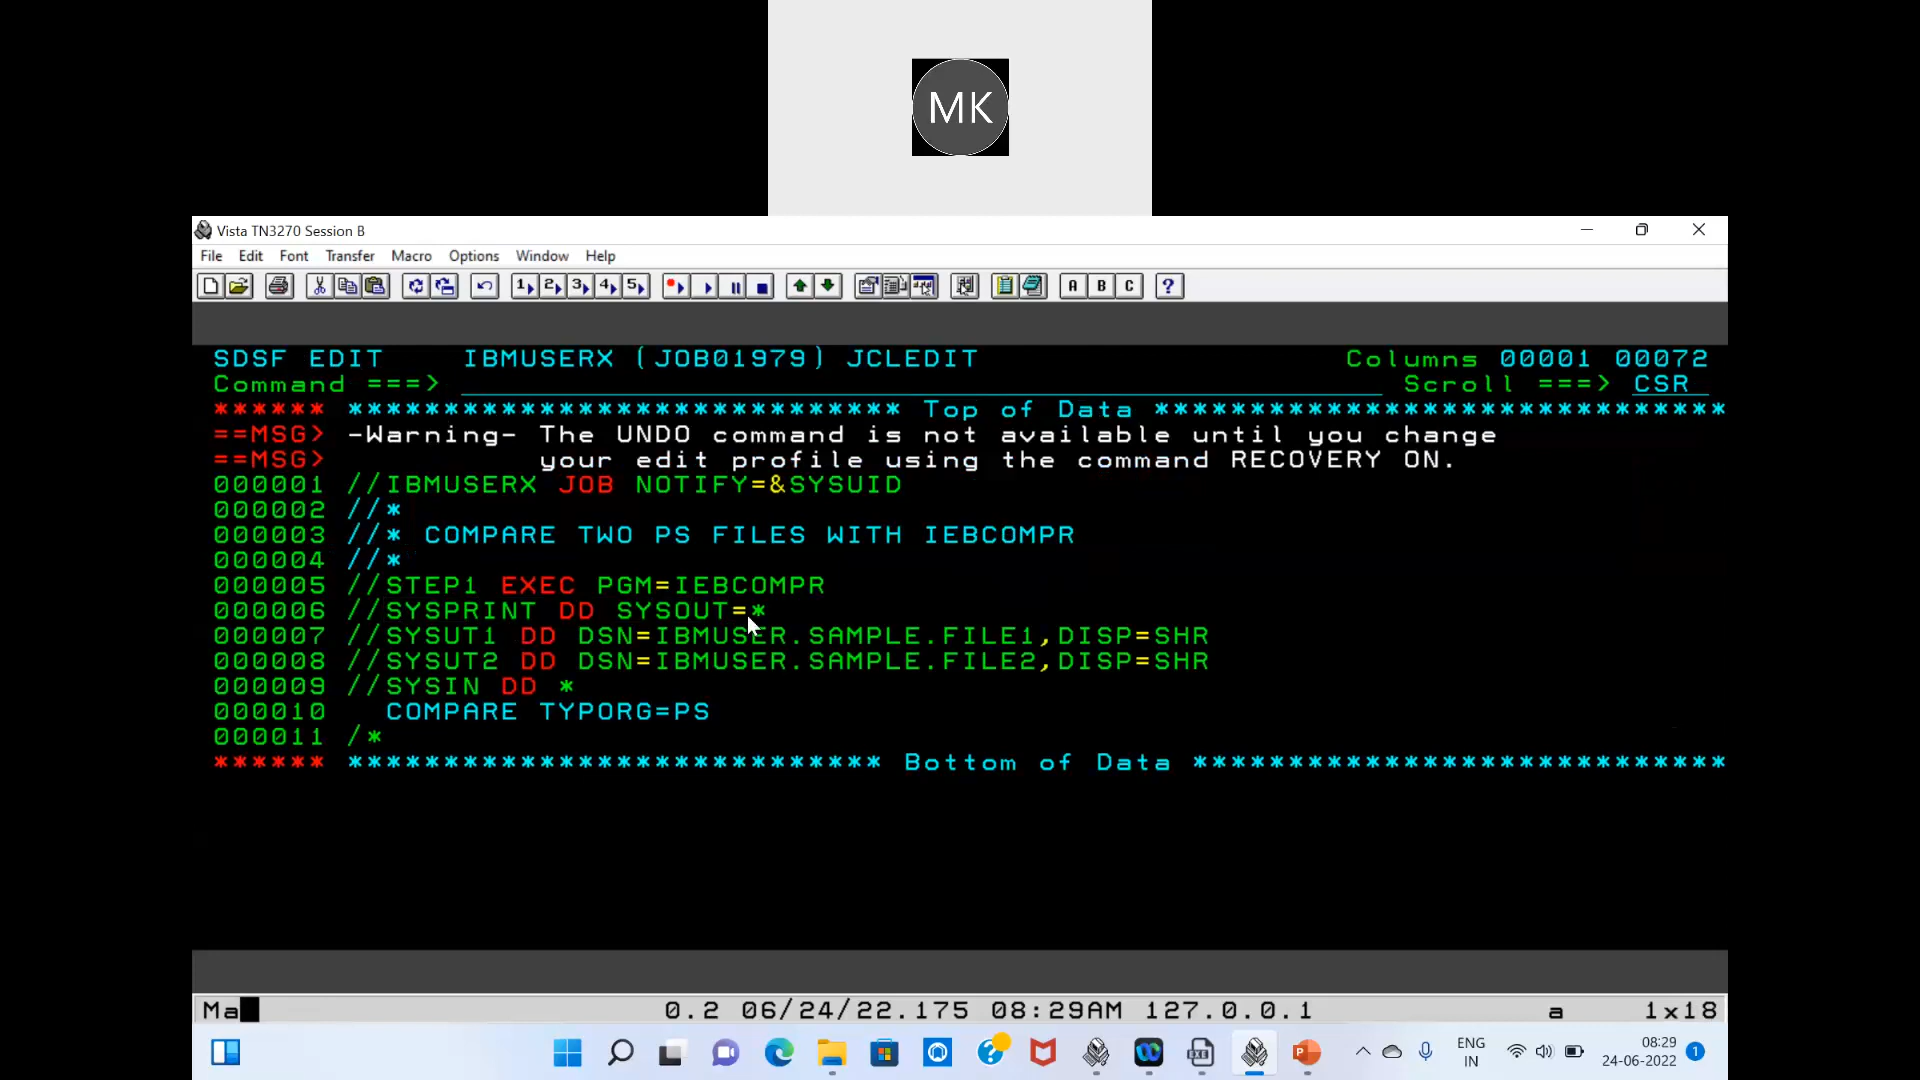 MK
Vista TN3270 Session B
File Edit Font Transfer Macro Options Window Help
1 2 3 4 5 A B C ?
SDSF EDIT IBMUSERX (JOB01979) JCLEDIT Columns 00001 00072
Command ===> Scroll ===> CSR
****** ***************************** Top of Data ******************************
==MSG> -Warning- The UNDO command is not available until you change
==MSG> your edit profile using the command RECOVERY ON.
000001 //IBMUSERX JOB NOTIFY=&SYSUID
000002 //*
000003 //* COMPARE TWO PS FILES WITH IEBCOMPR
000004 //*
000005 //STEP1 EXEC PGM=IEBCOMPR
000006 //SYSPRINT DD SYSOUT=*
000007 //SYSUT1 DD DSN=IBMUSER.SAMPLE.FILE1,DISP=SHR
000008 //SYSUT2 DD DSN=IBMUSER.SAMPLE.FILE2,DISP=SHR
000009 //SYSIN DD *
000010 COMPARE TYPORG=PS
000011 /*
****** **************************** Bottom of Data ****************************
Ma 0.2 06/24/22.175 08:29AM 127.0.0.1 a 1x18
ENG
IN
08:29
24-06-2022
1